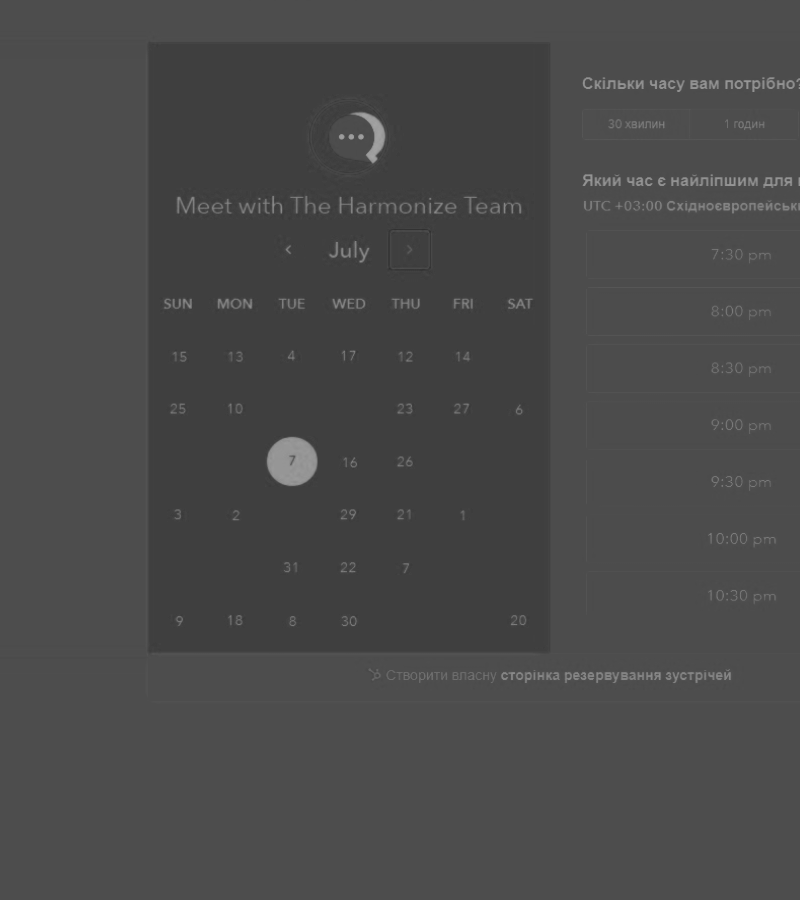 Meet with The Harmonize Team
July
SUN MON TUE WED THU FRI SAT
15 13 4 17 12 14
25 10 23 27 6
7 16 26
3 2 29 21 1
31 22 7
9 18 8 30 20
Скільки часу вам потрібно?
30 хвилин 1 годин
Який час є найліпшим для
UTC +03:00
7:30 pm
8:00 pm
8:30 pm
9:00 pm
9:30 pm
10:00 pm
10:30 pm
Створити власну сторінка резервування зустрічей